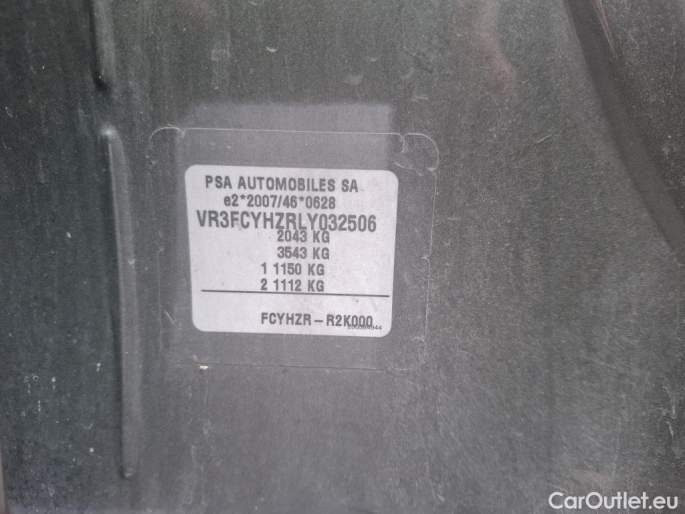 PSA AUTOMOBILES SA
e2*2007/46*0628
VR3FCYHZRLY032506
2043 KG
3543 KG
1 1150 KG
2 1112 KG
FCYHZR-R2K000
CarOutlet.eu